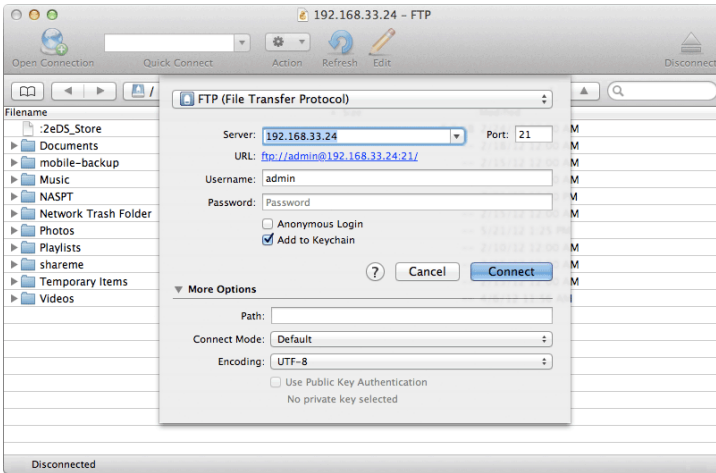 192.168.33.24 – FTP
Open Connection Quick Connect Action Refresh Edit Disconnect
/
FTP (File Transfer Protocol)
Filename
Server: 192.168.33.24 Port: 21
URL: ftp://admin@192.168.33.24:21/
Username: admin
Password: Password
Anonymous Login
Add to Keychain
? Cancel Connect
More Options
Path:
Connect Mode: Default
Encoding: UTF-8
Use Public Key Authentication
No private key selected
:2eDS_Store
Documents
mobile-backup
Music
NASPT
Network Trash Folder
Photos
Playlists
shareme
Temporary Items
Videos
Disconnected